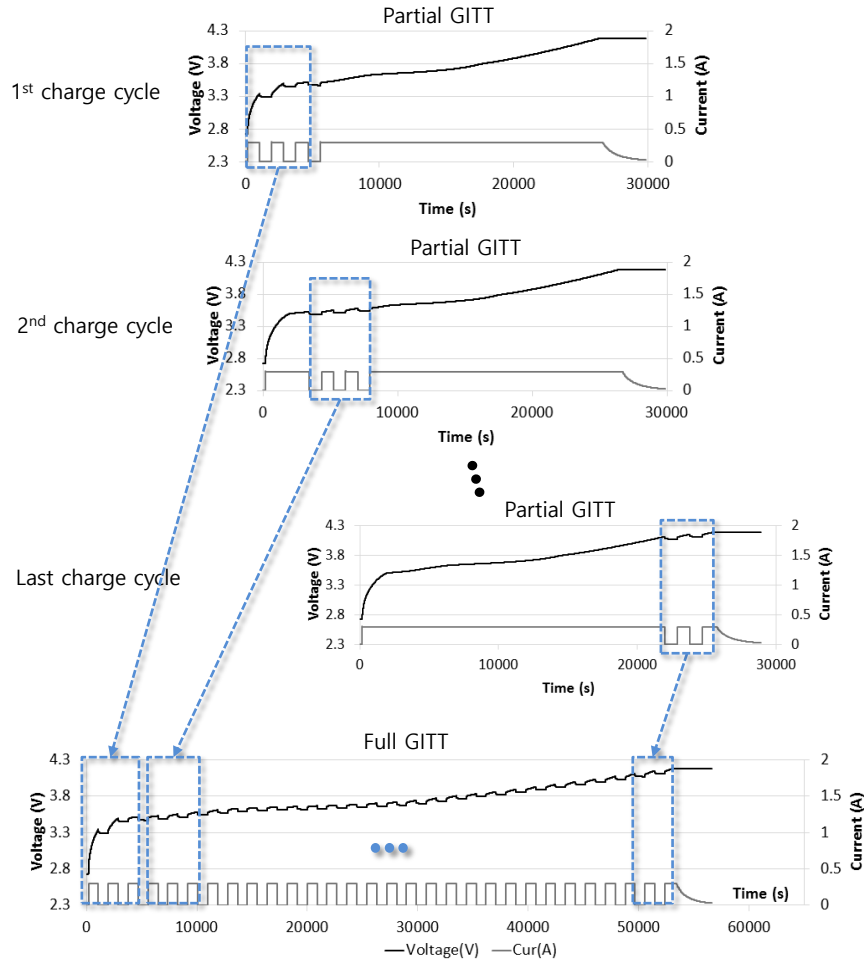 Partial GITT
1st charge cycle
Voltage (V)
4.3
3.8
3.3
2.8
2.3
2
1.5
1
0.5
0
Current (A)
0
10000
20000
30000
Time (s)
Partial GITT
2nd charge cycle
Voltage (V)
4.3
3.8
3.3
2.8
2.3
2
1.5
1
0.5
0
Current (A)
0
10000
20000
30000
Time (s)
Partial GITT
Last charge cycle
Voltage (V)
4.3
3.8
3.3
2.8
2.3
2
1.5
1
0.5
0
Current (A)
0
10000
20000
30000
Time (s)
Full GITT
Voltage (V)
4.3
3.8
3.3
2.8
2.3
2
1.5
1
0.5
0
Current (A)
Time (s)
0
10000
20000
30000
40000
50000
60000
Voltage(V) Cur(A)